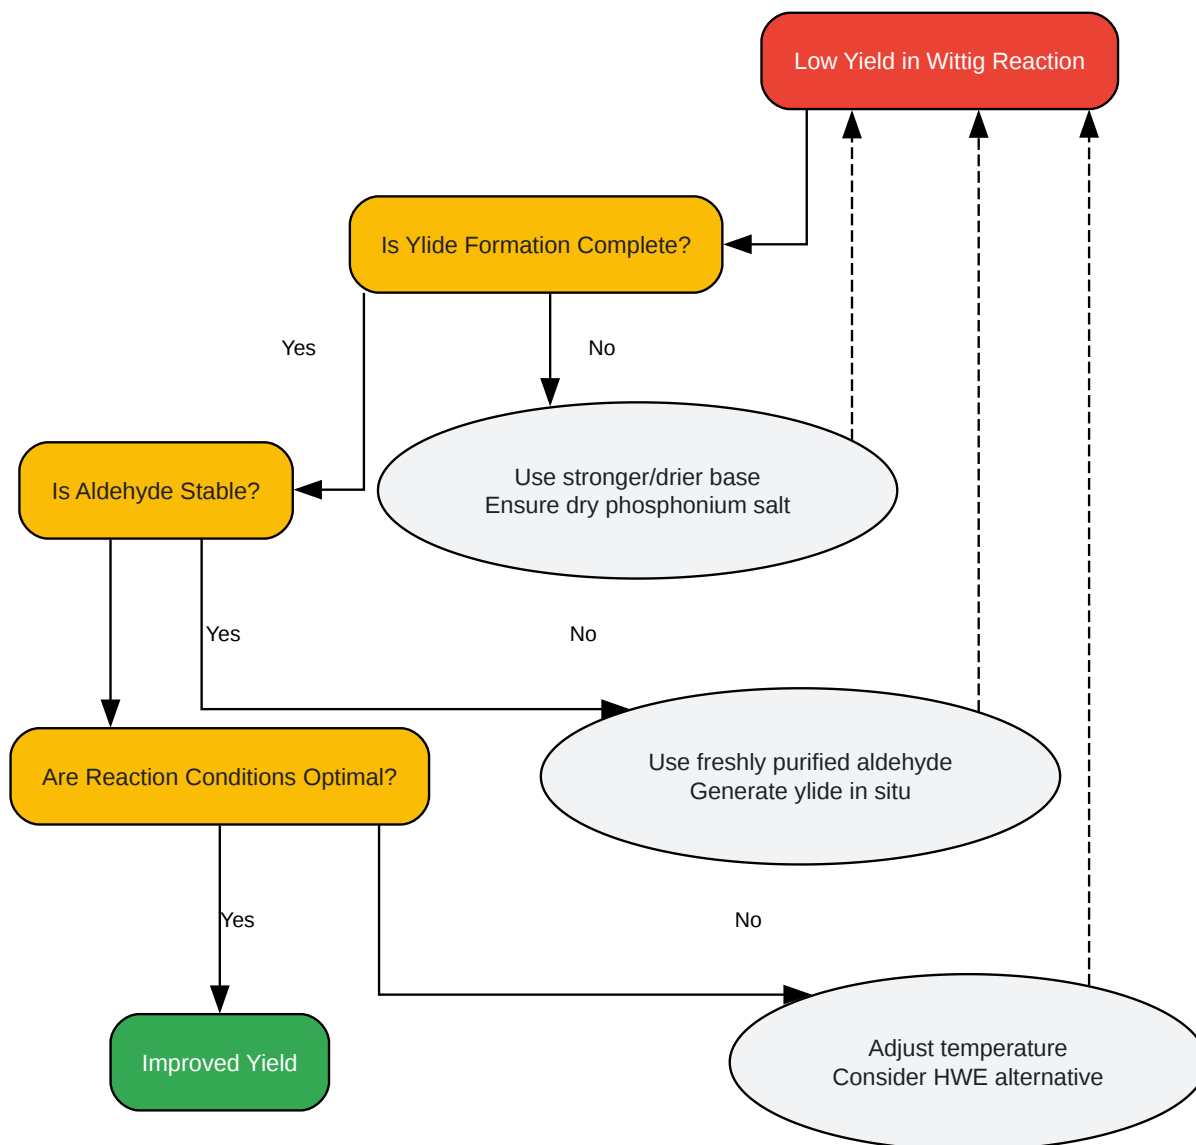 Low Yield in Wittig Reaction
Is Ylide Formation Complete?
Yes
No
Use stronger/drier base
Ensure dry phosphonium salt
Is Aldehyde Stable?
Yes
No
Use freshly purified aldehyde
Generate ylide in situ
Are Reaction Conditions Optimal?
Yes
No
Improved Yield
Adjust temperature
Consider HWE alternative